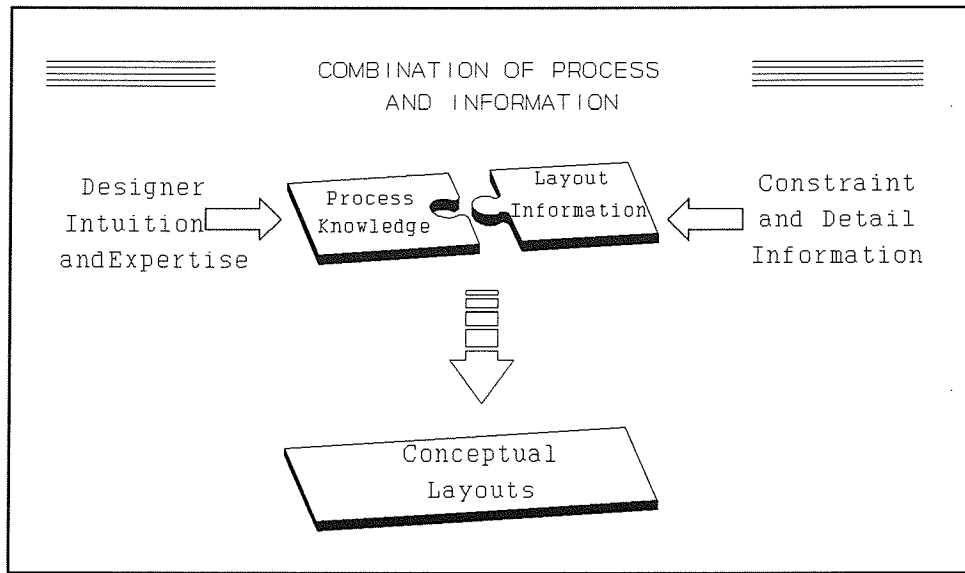 COMBINATION OF PROCESS
AND INFORMATION
Designer
Intuition
andExpertise
Process
Knowledge
Layout
Information
Constraint
and Detail
Information
Conceptual
Layouts